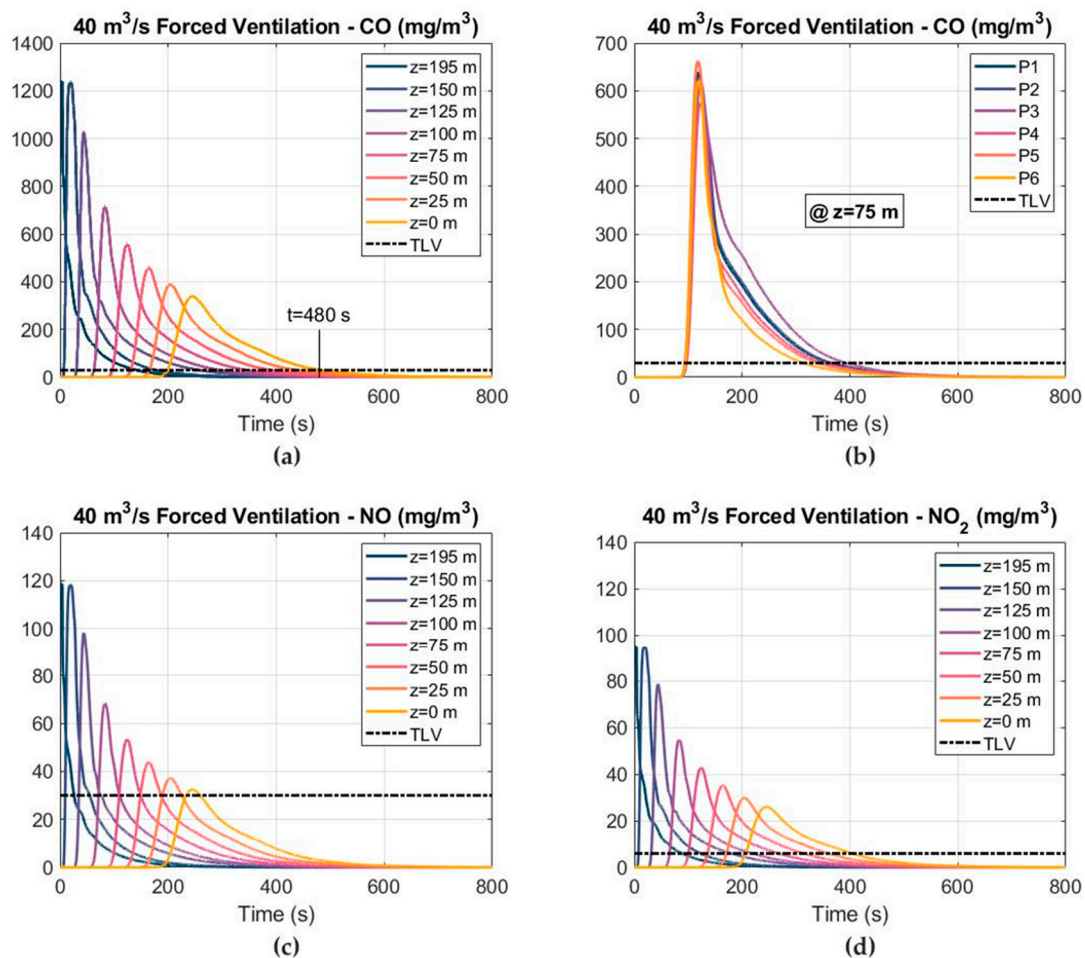 40 m³/s Forced Ventilation - CO (mg/m³)
1400
1200
1000
800
600
400
200
0
0
200
400
600
800
z=195 m
z=150 m
z=125 m
z=100 m
z=75 m
z=50 m
z=25 m
z=0 m
TLV
t=480 s
Time (s)
(a)
40 m³/s Forced Ventilation - CO (mg/m³)
700
600
500
400
300
200
100
0
0
200
400
600
800
P1
P2
P3
P4
P5
P6
TLV
@ z=75 m
Time (s)
(b)
40 m³/s Forced Ventilation - NO (mg/m³)
140
120
100
80
60
40
20
0
0
200
400
600
800
z=195 m
z=150 m
z=125 m
z=100 m
z=75 m
z=50 m
z=25 m
z=0 m
TLV
Time (s)
(c)
40 m³/s Forced Ventilation - NO₂ (mg/m³)
140
120
100
80
60
40
20
0
0
200
400
600
800
z=195 m
z=150 m
z=125 m
z=100 m
z=75 m
z=50 m
z=25 m
z=0 m
TLV
Time (s)
(d)